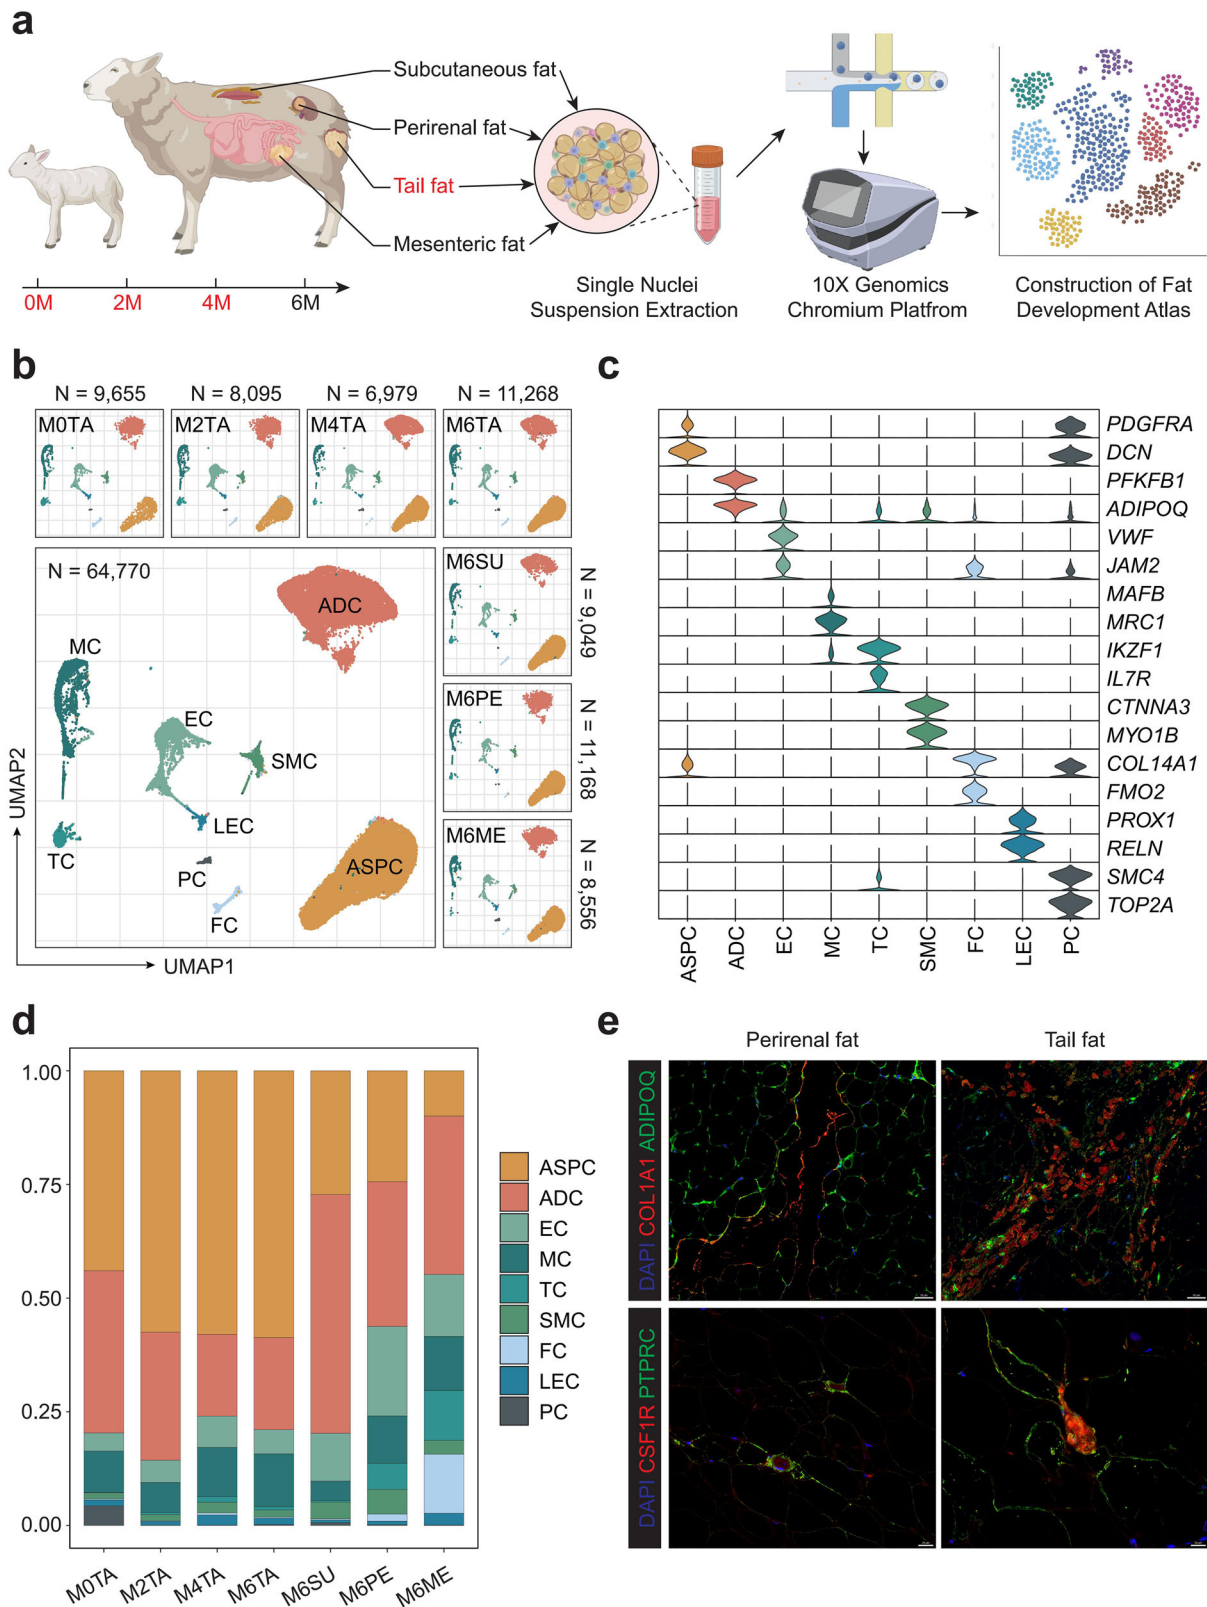 a
Subcutaneous fat
Perirenal fat
Tail fat
Mesenteric fat
0M 2M 4M 6M
Single Nuclei
Suspension Extraction
10X Genomics
Chromium Platfrom
Construction of Fat
Development Atlas
b
N = 9,655 N = 8,095 N = 6,979 N = 11,268
M0TA M2TA M4TA M6TA
N = 64,770
ADC
MC
EC
SMC
LEC
TC
PC
ASPC
FC
M6SU
N = 9,049
M6PE
N = 11,168
M6ME
N = 8,556
UMAP2
UMAP1
c
PDGFRA
DCN
PFKFB1
ADIPOQ
VWF
JAM2
MAFB
MRC1
IKZF1
IL7R
CTNNA3
MYO1B
COL14A1
FMO2
PROX1
RELN
SMC4
TOP2A
ASPC ADC EC MC TC SMC FC LEC PC
d
1.00
0.75
0.50
0.25
0.00
M0TA M2TA M4TA M6TA M6SU M6PE M6ME
ASPC
ADC
EC
MC
TC
SMC
FC
LEC
PC
e
Perirenal fat Tail fat
DAPI COL1A1 ADIPOQ
DAPI CSF1R PTPRC